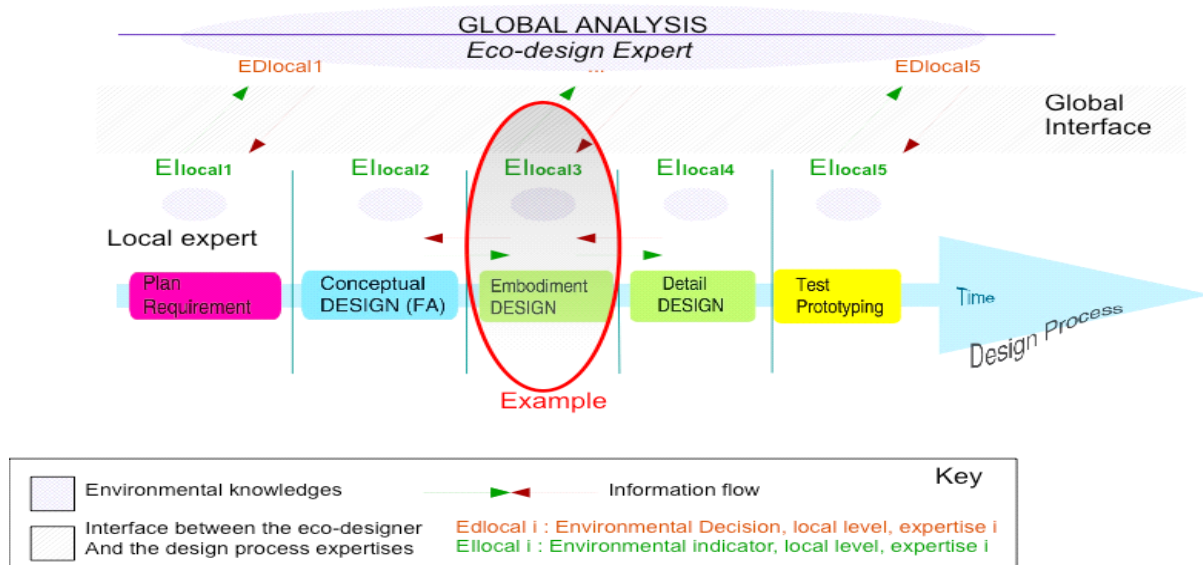 GLOBAL ANALYSIS
Eco-design Expert
EDlocal1
...
EDlocal5
Global
Interface
EIlocal1
EIlocal2
EIlocal3
EIlocal4
EIlocal5
Local expert
Plan
Requirement
Conceptual
DESIGN (FA)
Embodiment
DESIGN
Detail
DESIGN
Test
Prototyping
Time
Design Process
Example
Key
Environmental knowledges
Information flow
Interface between the eco-designer
And the design process expertises
Edlocal i : Environmental Decision, local level, expertise i
EIlocal i : Environmental indicator, local level, expertise i